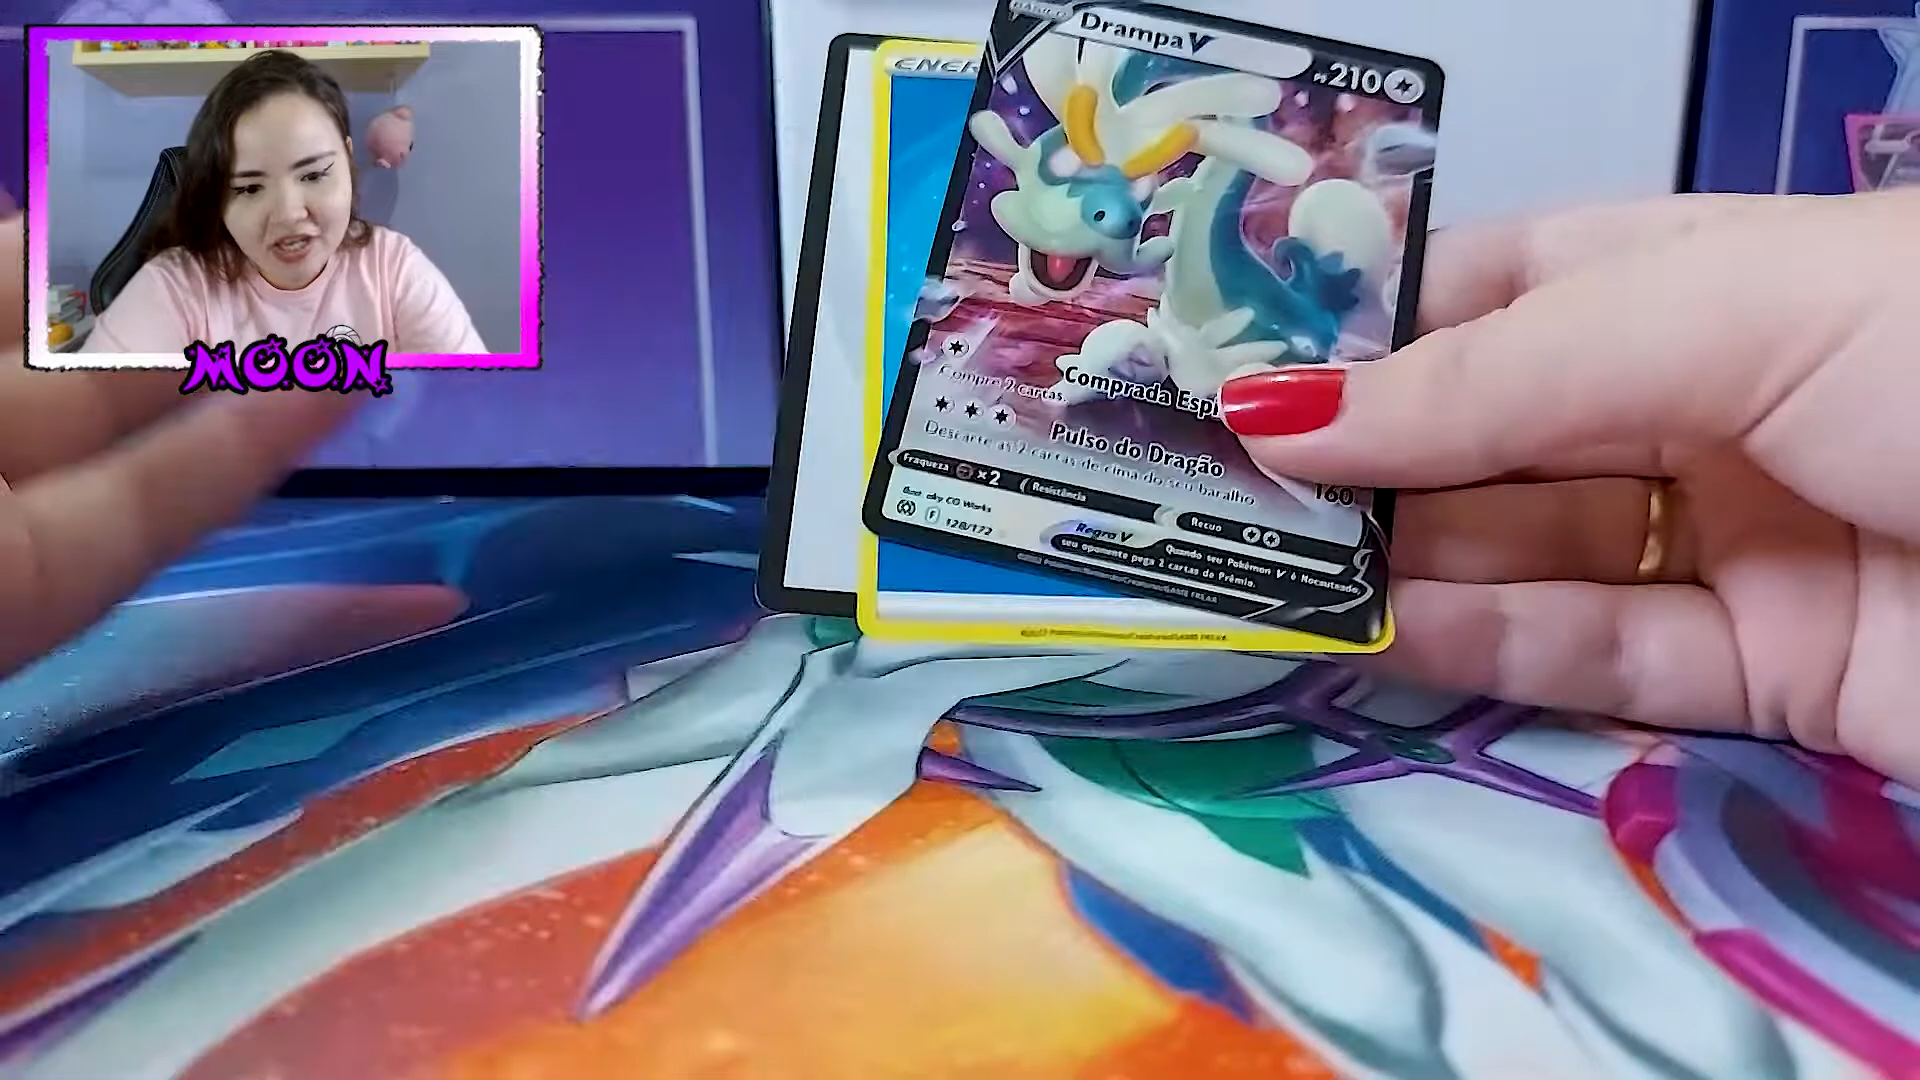 MOON
ENER
BÁSICO
Drampa V
PS 210
Comprada Espi
Compre 2 cartas.
Pulso do Dragão
160
Descarte as 2 cartas de cima do seu baralho.
Fraqueza ×2 Resistência Recuo
128/172
F
Regra V
Quando seu Pokémon V é Nocauteado,
seu oponente pega 2 cartas de Prêmio.